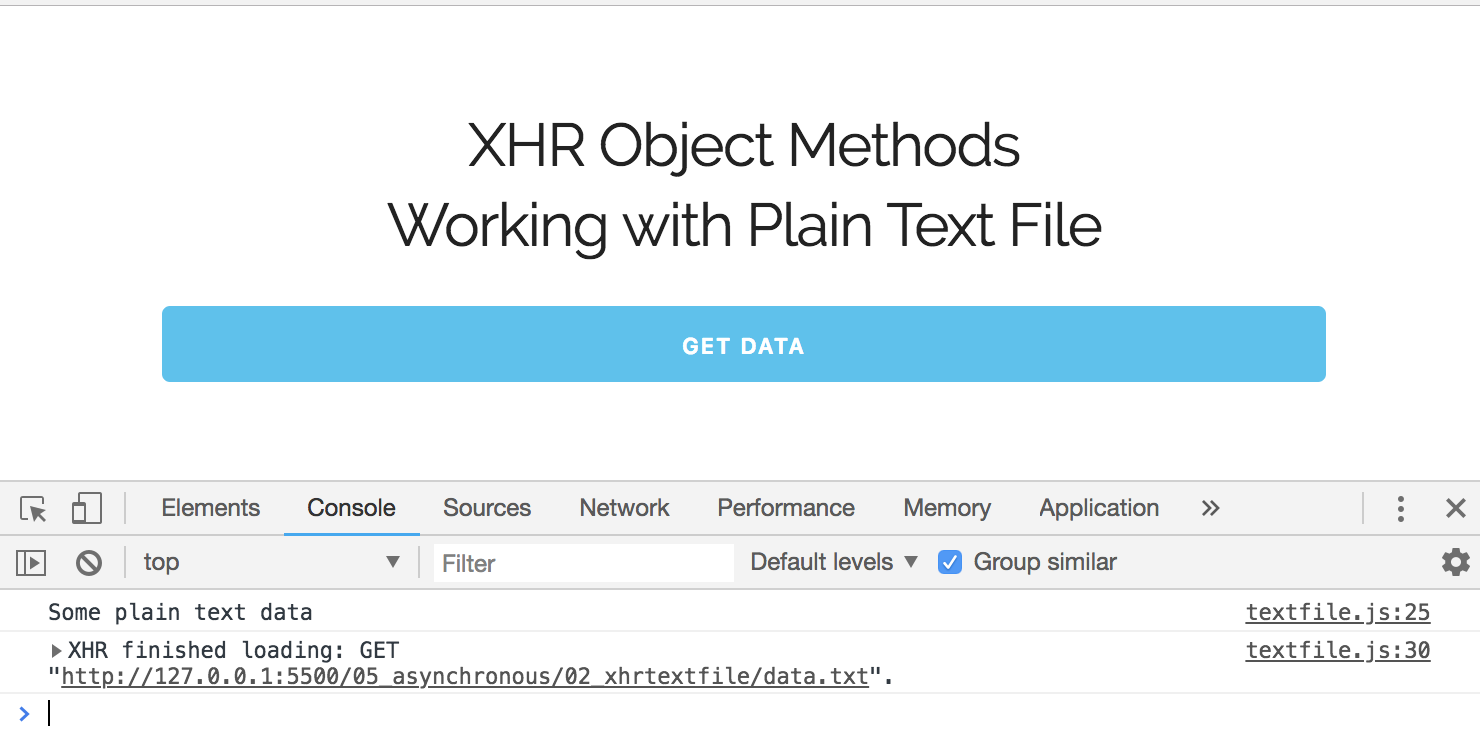 XHR Object Methods
Working with Plain Text File
GET DATA
Elements Console Sources Network Performance Memory Application »
top Filter Default levels Group similar
Some plain text data textfile.js:25
XHR finished loading: GET textfile.js:30
"http://127.0.0.1:5500/05_asynchronous/02_xhrtextfile/data.txt".